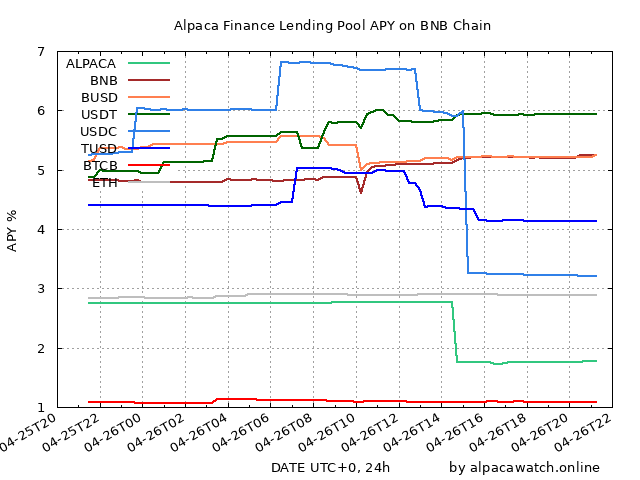 Alpaca Finance Lending Pool APY on BNB Chain
7
6
5
4
3
2
1
APY %
ALPACA
BNB
BUSD
USDT
USDC
TUSD
BTCB
ETH
04-25T20
04-25T22
04-26T00
04-26T02
04-26T04
04-26T06
04-26T08
04-26T10
04-26T12
04-26T14
04-26T16
04-26T18
04-26T20
04-26T22
DATE UTC+0, 24h
by alpacawatch.online